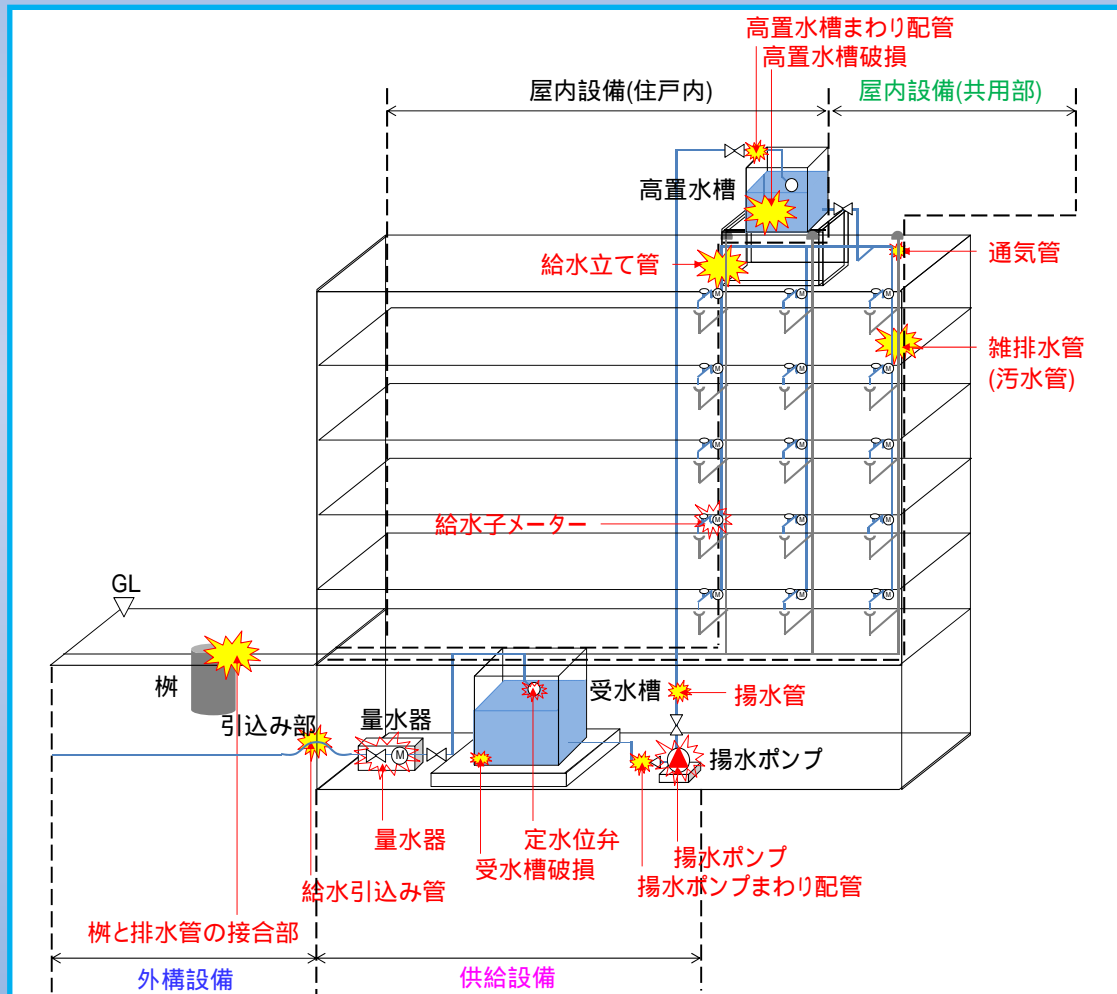 高置水槽まわり配管
高置水槽破損
屋内設備(住戸内)
屋内設備(共用部)
高置水槽
給水立て管
通気管
雑排水管
(汚水管)
M M M
M M M
M M M
給水子メーター
M M M
GL
M M M
桝
引込み部
量水器
受水槽
揚水管
M
揚水ポンプ
量水器
定水位弁
受水槽破損
揚水ポンプ
揚水ポンプまわり配管
給水引込み管
桝と排水管の接合部
外構設備
供給設備